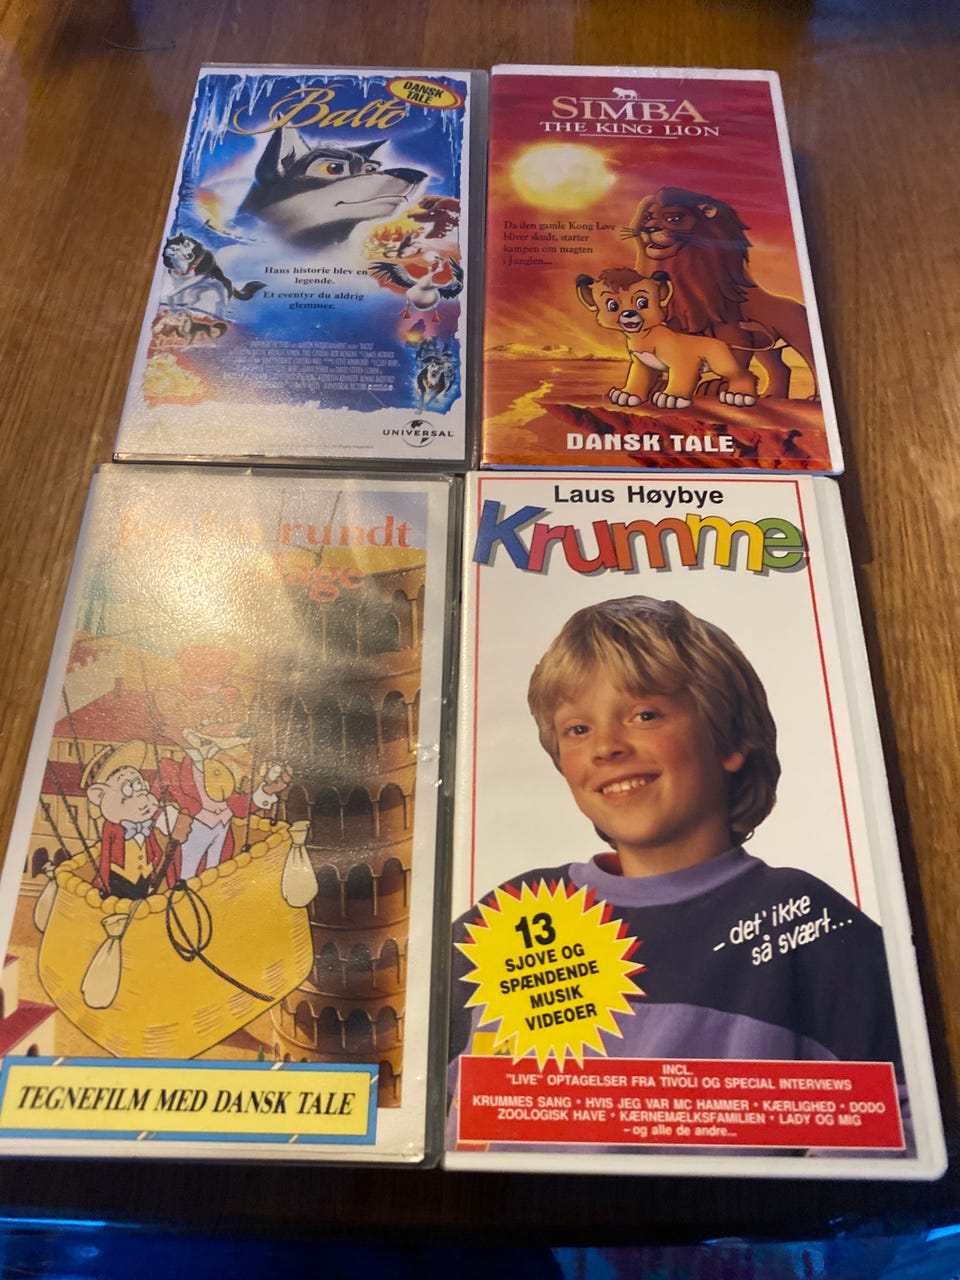 Balto
DANSK
TALE
Hans historie blev en
legende.
Et eventyr du aldrig
glemmer.
UNIVERSAL
SIMBA
THE KING LION
Da den gamle Kong Løve
bliver skudt, starter
kampen om magten
i Junglen...
DANSK TALE
rundt
dage
TEGNEFILM MED DANSK TALE
Laus Høybye
Krumme
- det' ikke
så svært...
13
SJOVE OG
SPÆNDENDE
MUSIK
VIDEOER
INCL.
"LIVE" OPTAGELSER FRA TIVOLI OG SPECIAL INTERVIEWS
KRUMMES SANG • HVIS JEG VAR MC HAMMER • KÆRLIGHED • DODO
ZOOLOGISK HAVE • KÆRNEMÆLKSFAMILIEN • LADY OG MIG
- og alle de andre...